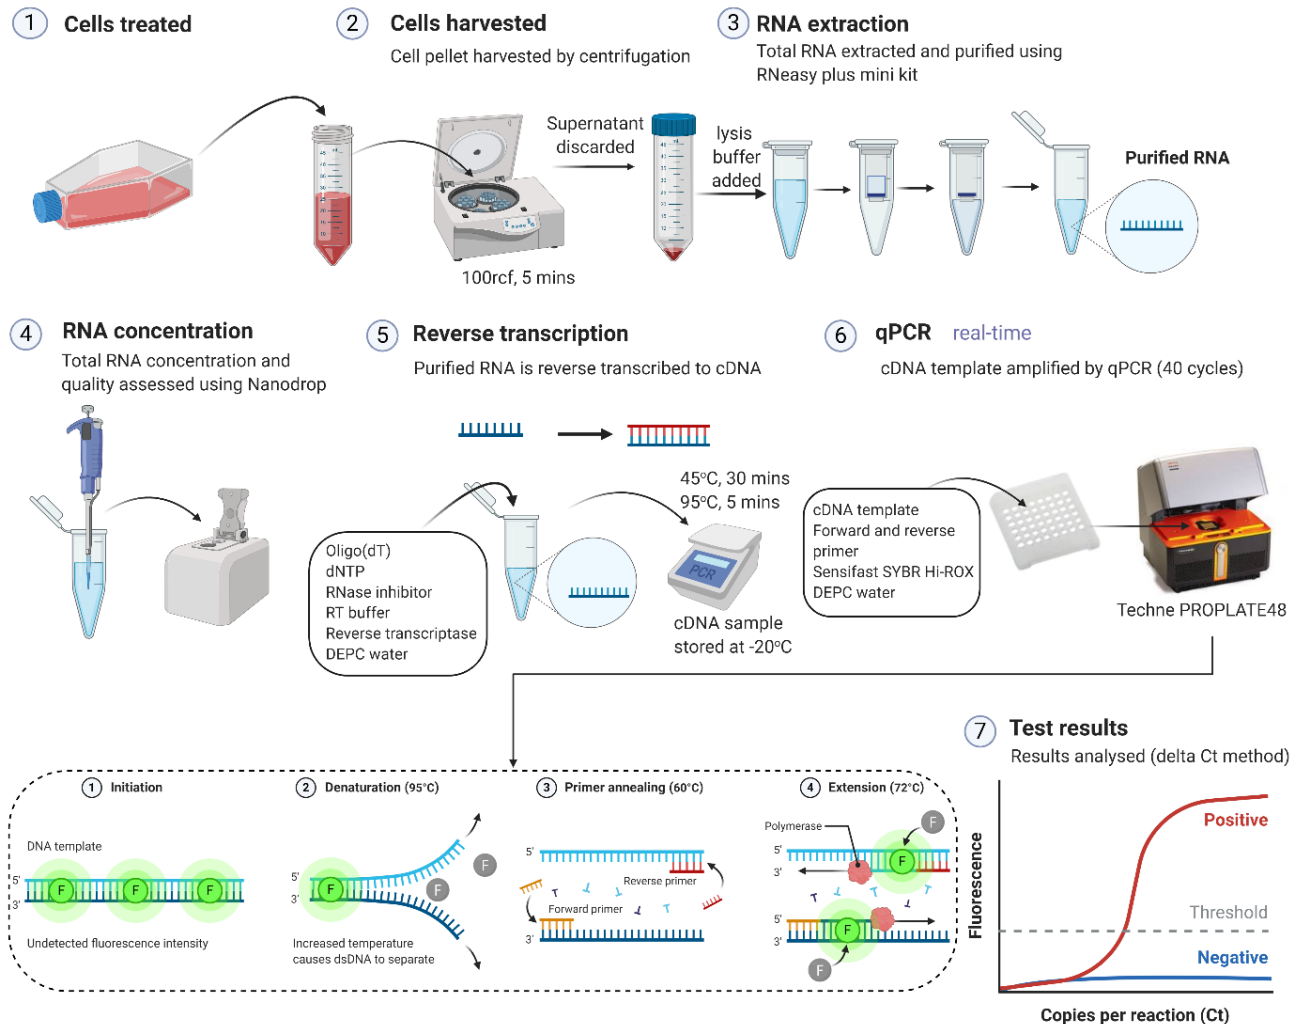 1 Cells treated
2 Cells harvested
Cell pellet harvested by centrifugation
Supernatant
discarded
100rcf, 5 mins
3 RNA extraction
Total RNA extracted and purified using
RNeasy plus mini kit
lysis
buffer
added
Purified RNA
4 RNA concentration
Total RNA concentration and
quality assessed using Nanodrop
5 Reverse transcription
Purified RNA is reverse transcribed to cDNA
Oligo(dT)
dNTP
RNase inhibitor
RT buffer
Reverse transcriptase
DEPC water
45°C, 30 mins
95°C, 5 mins
PCR
cDNA sample
stored at -20°C
6 qPCR real-time
cDNA template amplified by qPCR (40 cycles)
cDNA template
Forward and reverse
primer
Sensifast SYBR Hi-ROX
DEPC water
Techne PROPLATE48
1 Initiation
DNA template
5'
3'
F F F
Undetected fluorescence intensity
2 Denaturation (95°C)
5'
3'
F F F
Increased temperature
causes dsDNA to separate
3 Primer annealing (60°C)
5'
Reverse primer
Forward primer
3'
4 Extension (72°C)
Polymerase
F
5'
3'
F
5'
3'
F
F
7 Test results
Results analysed (delta Ct method)
Fluorescence
Positive
Threshold
Negative
Copies per reaction (Ct)